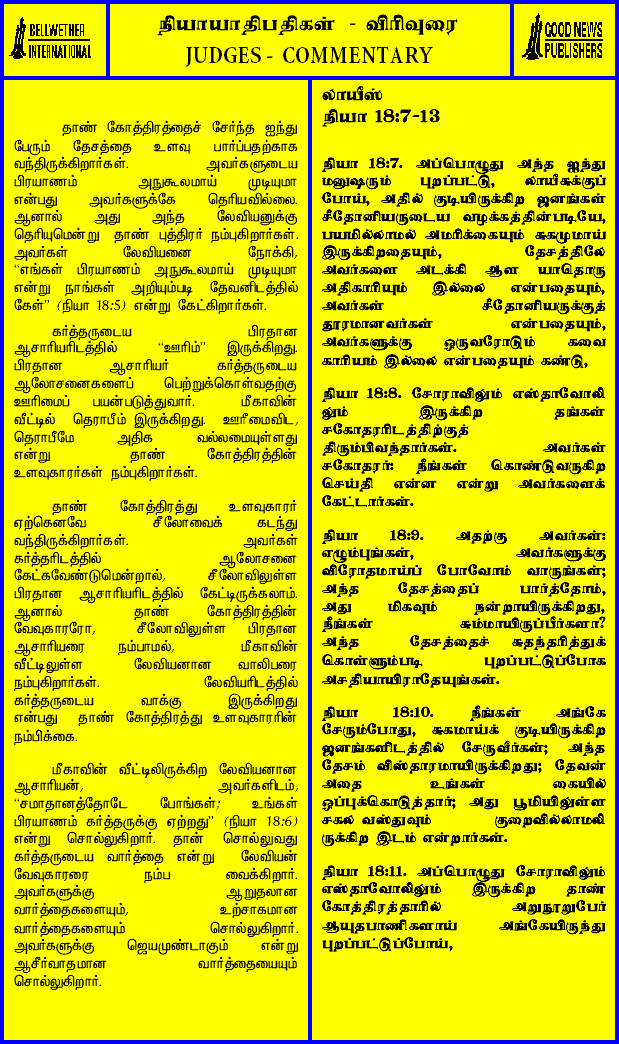 BELLWETHER
INTERNATIONAL
நியாயாதிபதிகள் - விரிவுரை
JUDGES - COMMENTARY
GOOD NEWS
PUBLISHERS
தாண் கோத்திரத்தைச் சேர்ந்த ஐந்து
பேரும் தேசத்தை உளவு பார்ப்பதற்காக
வந்திருக்கிறார்கள். அவர்களுடைய
பிரயாணம் அநுகூலமாய் முடியுமா
என்பது அவர்களுக்கே தெரியவில்லை.
ஆனால் அது அந்த லேவியனுக்கு
தெரியுமென்று தாண் புத்திரர் நம்புகிறார்கள்.
அவர்கள் லேவியனை நோக்கி,
“எங்கள் பிரயாணம் அநுகூலமாய் முடியுமா
என்று நாங்கள் அறியும்படி தேவனிடத்தில்
கேள்” (நியா 18:5) என்று கேட்கிறார்கள்.
கர்த்தருடைய பிரதான
ஆசாரியரிடத்தில் “ஊரிம்” இருக்கிறது.
பிரதான ஆசாரியர் கர்த்தருடைய
ஆலோசனைகளைப் பெற்றுக்கொள்வதற்கு
ஊரிமைப் பயன்படுத்துவார். மீகாவின்
வீட்டில் தெராபீம் இருக்கிறது. ஊரீமைவிட,
தெராபீமே அதிக வல்லமையுள்ளது
என்று தாண் கோத்திரத்தின்
உளவுகாரர்கள் நம்புகிறார்கள்.
தாண் கோத்திரத்து உளவுகாரர்
ஏற்கெனவே சீலோவைக் கடந்து
வந்திருக்கிறார்கள். அவர்கள்
கர்த்தரிடத்தில் ஆலோசனை
கேட்கவேண்டுமென்றால், சீலோவிலுள்ள
பிரதான ஆசாரியரிடத்தில் கேட்டிருக்கலாம்.
ஆனால் தாண் கோத்திரத்தின்
வேவுகாரரோ, சீலோவிலுள்ள பிரதான
ஆசாரியரை நம்பாமல், மீகாவின்
வீட்டிலுள்ள லேவியனான வாலிபரை
நம்புகிறார்கள். லேவியரிடத்தில்
கர்த்தருடைய வாக்கு இருக்கிறது
என்பது தாண் கோத்திரத்து உளவுகாரரின்
நம்பிக்கை.
மீகாவின் வீட்டிலிருக்கிற லேவியனான
ஆசாரியன், அவர்களிடம்,
“சமாதானத்தோடே போங்கள்; உங்கள்
பிரயாணம் கர்த்தருக்கு ஏற்றது” (நியா 18:6)
என்று சொல்லுகிறார். தான் சொல்லுவது
கர்த்தருடைய வார்த்தை என்று லேவியன்
வேவுகாரரை நம்ப வைக்கிறார்.
அவர்களுக்கு ஆறுதலான
வார்த்தைகளையும், உற்சாகமான
வார்த்தைகளையும் சொல்லுகிறார்.
அவர்களுக்கு ஜெயமுண்டாகும் என்று
ஆசீர்வாதமான வார்த்தையையும்
சொல்லுகிறார்.
லாயீஸ்
நியா 18:7-13
நியா 18:7. அப்பொழுது அந்த ஐந்து
மனுஷரும் புறப்பட்டு, லாயீசுக்குப்
போய், அதில் குடியிருக்கிற ஜனங்கள்
சீதோனியருடைய வழக்கத்தின்படியே,
பயமில்லாமல் அமரிக்கையும் சுகமுமாய்
இருக்கிறதையும், தேசத்திலே
அவர்களை அடக்கி ஆள யாதொரு
அதிகாரியும் இல்லை என்பதையும்,
அவர்கள் சீதோனியருக்குத்
தூரமானவர்கள் என்பதையும்,
அவர்களுக்கு ஒருவரோடும் கவை
காரியம் இல்லை என்பதையும் கண்டு,
நியா 18:8. சோராவிலும் எஸ்தாவோலி
லும் இருக்கிற தங்கள்
சகோதரரிடத்திற்குத்
திரும்பிவந்தார்கள். அவர்கள்
சகோதரர்: நீங்கள் கொண்டுவருகிற
செய்தி என்ன என்று அவர்களைக்
கேட்டார்கள்.
நியா 18:9. அதற்கு அவர்கள்:
எழும்புங்கள், அவர்களுக்கு
விரோதமாய்ப் போவோம் வாருங்கள்;
அந்த தேசத்தைப் பார்த்தோம்,
அது மிகவும் நன்றாயிருக்கிறது,
நீங்கள் சும்மாயிருப்பீர்களா?
அந்த தேசத்தைச் சுதந்தரித்துக்
கொள்ளும்படி புறப்பட்டுப்போக
அசதியாயிராதேயுங்கள்.
நியா 18:10. நீங்கள் அங்கே
சேரும்போது, சுகமாய்க் குடியிருக்கிற
ஜனங்களிடத்தில் சேருவீர்கள்; அந்த
தேசம் விஸ்தாரமாயிருக்கிறது; தேவன்
அதை உங்கள் கையில்
ஒப்புக்கொடுத்தார்; அது பூமியிலுள்ள
சகல வஸ்துவும் குறைவில்லாமலி
ருக்கிற இடம் என்றார்கள்.
நியா 18:11. அப்பொழுது சோராவிலும்
எஸ்தாவோலிலும் இருக்கிற தாண்
கோத்திரத்தாரில் அறுநூறுபேர்
ஆயுதபாணிகளாய் அங்கேயிருந்து
புறப்பட்டுப்போய்,